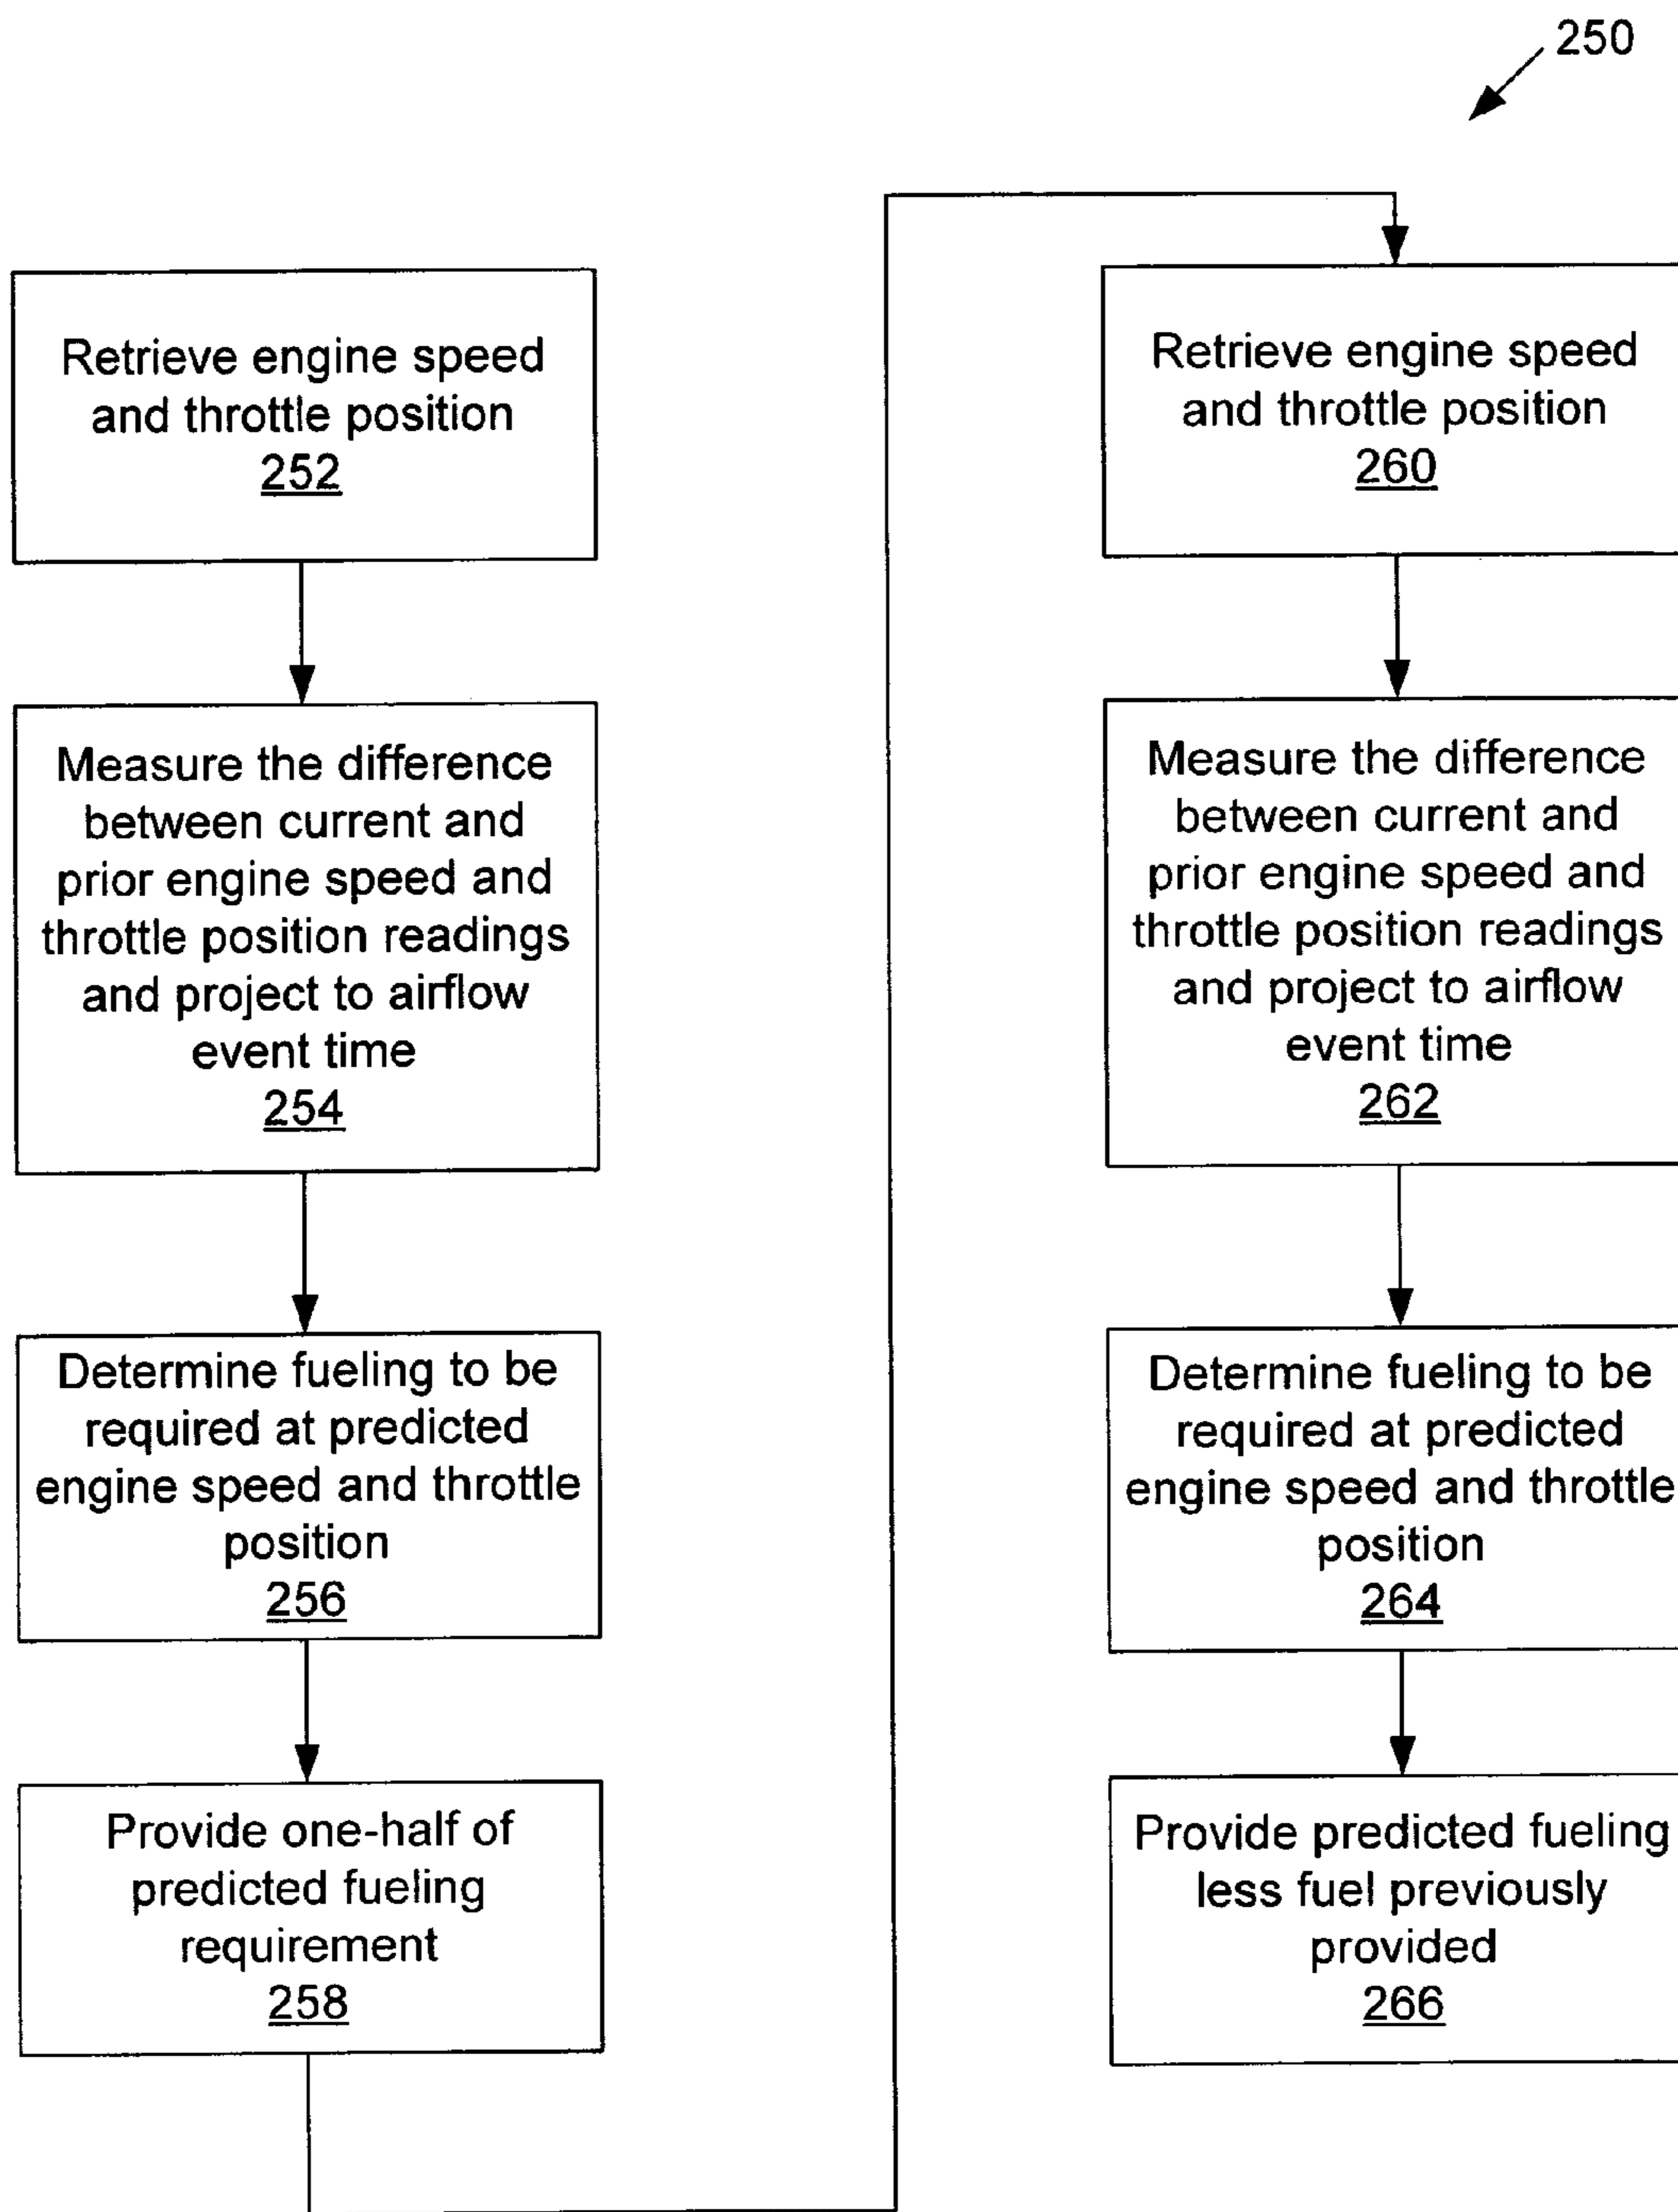 250
Retrieve engine speed
and throttle position
252
Measure the difference
between current and
prior engine speed and
throttle position readings
and project to airflow
event time
254
Determine fueling to be
required at predicted
engine speed and throttle
position
256
Provide one-half of
predicted fueling
requirement
258
Retrieve engine speed
and throttle position
260
Measure the difference
between current and
prior engine speed and
throttle position readings
and project to airflow
event time
262
Determine fueling to be
required at predicted
engine speed and throttle
position
264
Provide predicted fueling
less fuel previously
provided
266